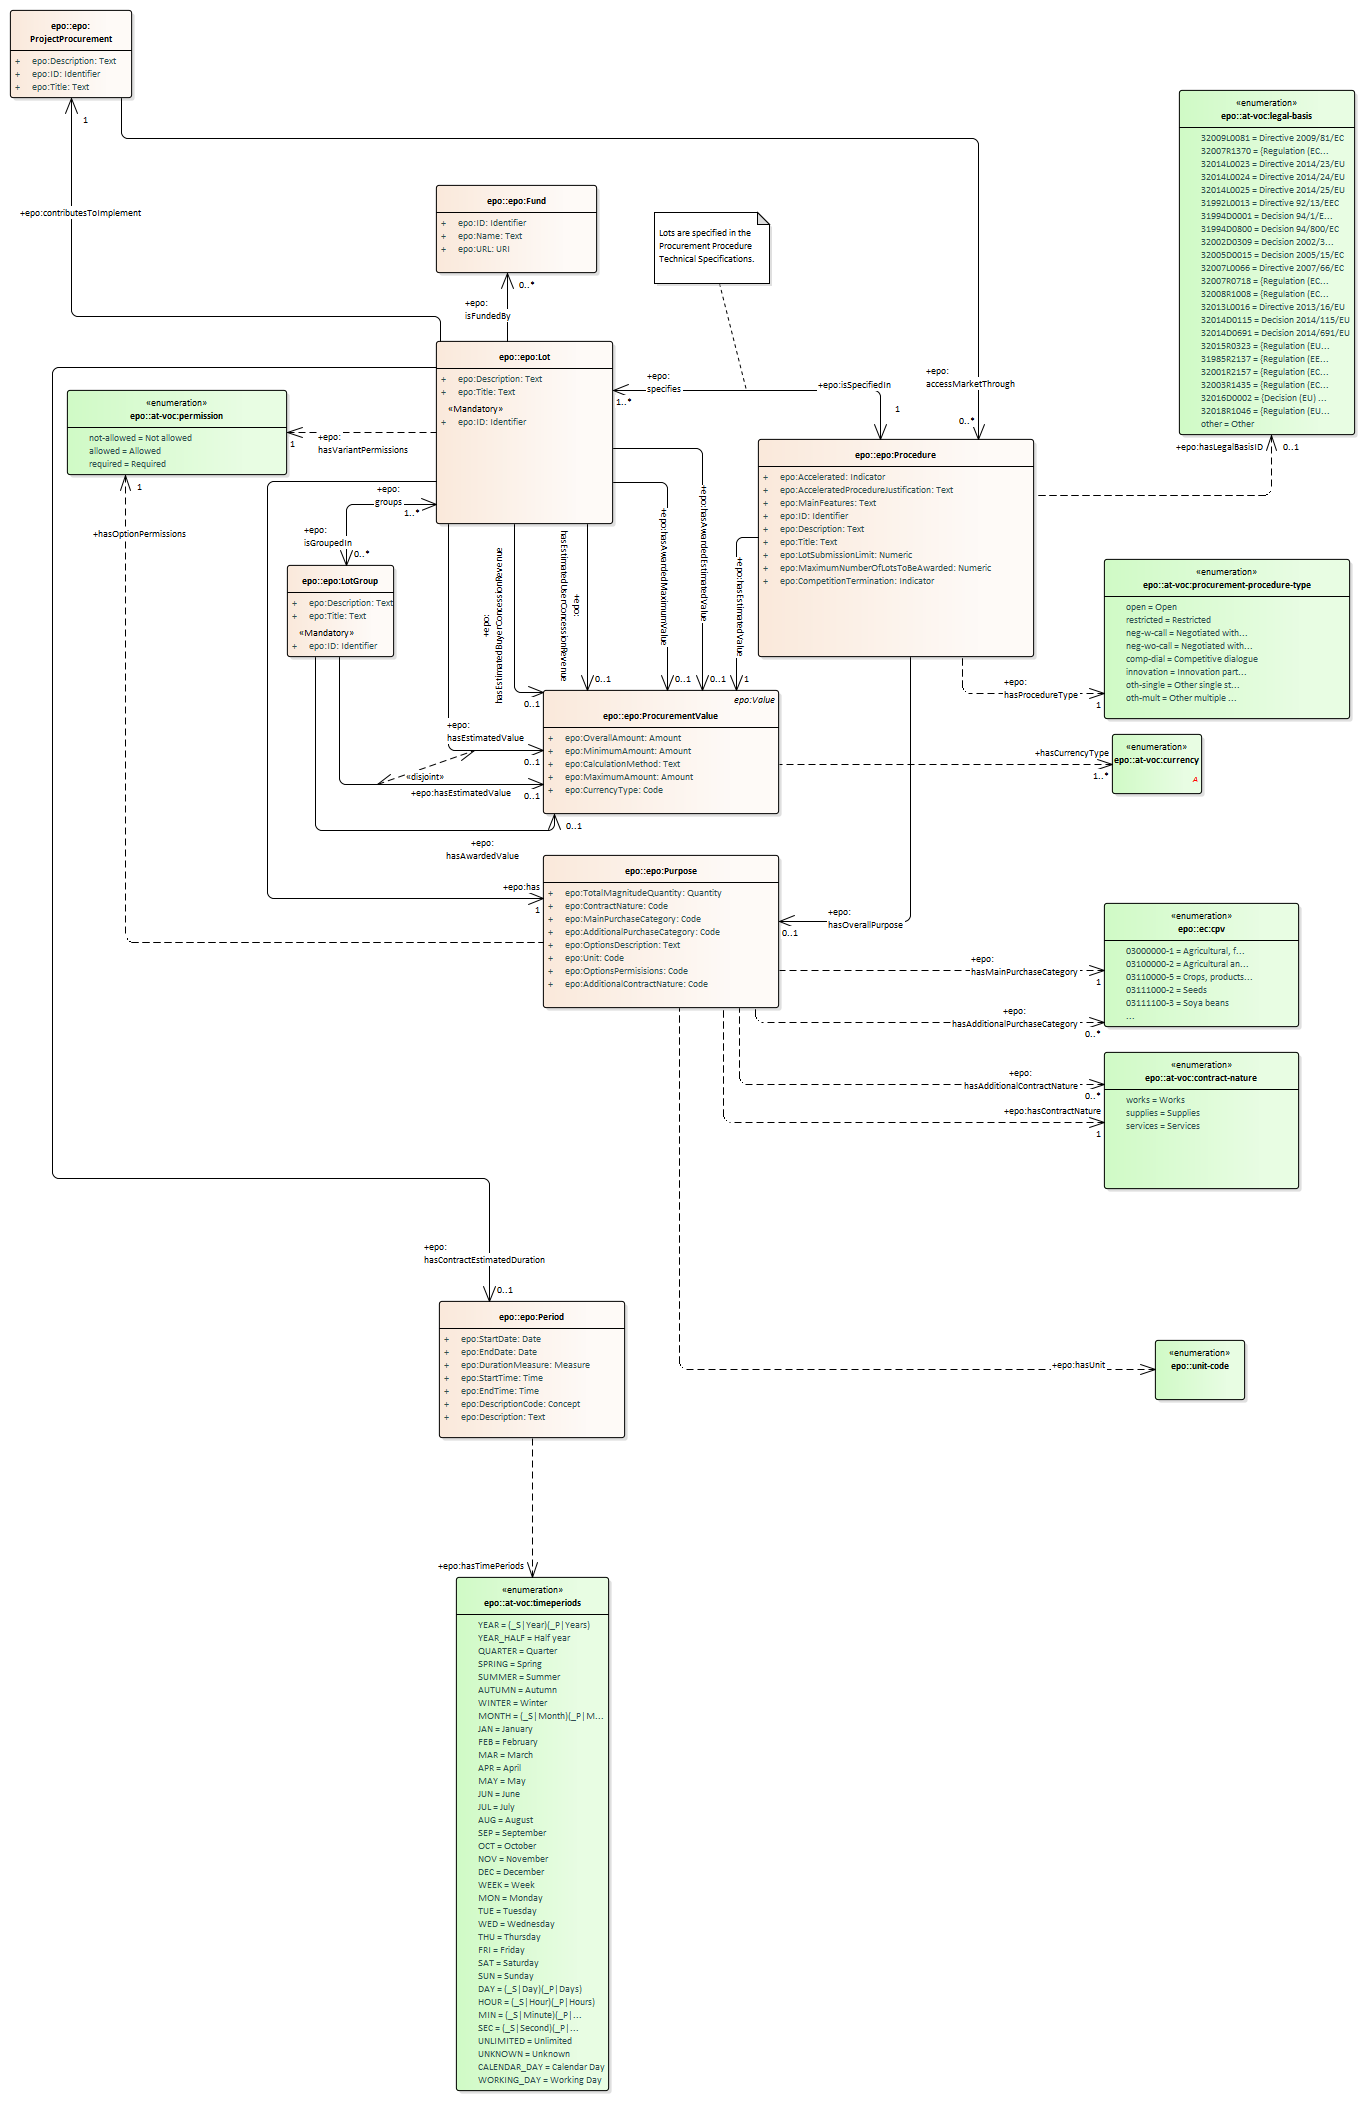 epo::epo:
ProjectProcurement
+ epo:Description: Text
+ epo:ID: Identifier
+ epo:Title: Text
1
+epo:contributesToImplement
«enumeration»
epo::at-voc:legal-basis
32009L0081 = Directive 2009/81/EC
32007R1370 = {Regulation (EC...
32014L0023 = Directive 2014/23/EU
32014L0024 = Directive 2014/24/EU
32014L0025 = Directive 2014/25/EU
31992L0013 = Directive 92/13/EEC
31994D0001 = Decision 94/1/E...
31994D0800 = Decision 94/800/EC
32002D0309 = Decision 2002/3...
32005D0015 = Decision 2005/15/EC
32007L0066 = Directive 2007/66/EC
32007R0718 = {Regulation (EC...
32008R1008 = {Regulation (EC...
32013L0016 = Directive 2013/16/EU
32014D0115 = Decision 2014/115/EU
32014D0691 = Decision 2014/691/EU
32015R0323 = {Regulation (EU...
31985R2137 = {Regulation (EE...
32001R2157 = {Regulation (EC...
32003R1435 = {Regulation (EC...
32016D0002 = {Decision (EU) ...
32018R1046 = {Regulation (EU...
other = Other
+epo:hasLegalBasisID
0..1
epo::epo:Fund
+ epo:ID: Identifier
+ epo:Name: Text
+ epo:URL: URI
0..*
+epo:
isFundedBy
Lots are specified in the
Procurement Procedure
Technical Specifications.
epo::epo:Lot
+ epo:Description: Text
+ epo:Title: Text
«Mandatory»
+ epo:ID: Identifier
+epo:
specifies
1..*
+epo:isSpecifiedIn
1
+epo:
accessMarketThrough
0..*
«enumeration»
epo::at-voc:permission
not-allowed = Not allowed
allowed = Allowed
required = Required
1
+epo:
hasVariantPermissions
1
+hasOptionPermissions
+epo:
groups
1..*
+epo:
isGroupedIn
0..*
epo::epo:LotGroup
+ epo:Description: Text
+ epo:Title: Text
«Mandatory»
+ epo:ID: Identifier
epo::epo:Procedure
+ epo:Accelerated: Indicator
+ epo:AcceleratedProcedureJustification: Text
+ epo:MainFeatures: Text
+ epo:ID: Identifier
+ epo:Description: Text
+ epo:Title: Text
+ epo:LotSubmissionLimit: Numeric
+ epo:MaximumNumberOfLotsToBeAwarded: Numeric
+ epo:CompetitionTermination: Indicator
«enumeration»
epo::at-voc:procurement-procedure-type
open = Open
restricted = Restricted
neg-w-call = Negotiated with...
neg-wo-call = Negotiated with...
comp-dial = Competitive dialogue
innovation = Innovation part...
oth-single = Other single st...
oth-mult = Other multiple ...
+epo:
hasProcedureType
1
+epo:
hasEstimatedBuyerConcessionRevenue
0..1
+epo:
hasEstimatedUserConcessionRevenue
0..1
+epo:hasAwardedMaximumValue
0..1
+epo:hasAwardedEstimatedValue
0..1
+epo:hasEstimatedValue
1
epo:Value
epo::epo:ProcurementValue
+ epo:OverallAmount: Amount
+ epo:MinimumAmount: Amount
+ epo:CalculationMethod: Text
+ epo:MaximumAmount: Amount
+ epo:CurrencyType: Code
+epo:
hasEstimatedValue
0..1
«disjoint»
+epo:hasEstimatedValue
0..1
0..1
+epo:
hasAwardedValue
+hasCurrencyType
1..*
«enumeration»
epo::at-voc:currency
A
epo::epo:Purpose
+ epo:TotalMagnitudeQuantity: Quantity
+ epo:ContractNature: Code
+ epo:MainPurchaseCategory: Code
+ epo:AdditionalPurchaseCategory: Code
+ epo:OptionsDescription: Text
+ epo:Unit: Code
+ epo:OptionsPermisisions: Code
+ epo:AdditionalContractNature: Code
+epo:has
1
+epo:
hasOverallPurpose
0..1
«enumeration»
epo::ec:cpv
03000000-1 = Agricultural, f...
03100000-2 = Agricultural an...
03110000-5 = Crops, products...
03111000-2 = Seeds
03111100-3 = Soya beans
...
+epo:
hasMainPurchaseCategory
1
+epo:
hasAdditionalPurchaseCategory
0..*
«enumeration»
epo::at-voc:contract-nature
works = Works
supplies = Supplies
services = Services
+epo:
hasAdditionalContractNature
0..*
+epo:hasContractNature
1
+epo:
hasContractEstimatedDuration
0..1
epo::epo:Period
+ epo:StartDate: Date
+ epo:EndDate: Date
+ epo:DurationMeasure: Measure
+ epo:StartTime: Time
+ epo:EndTime: Time
+ epo:DescriptionCode: Concept
+ epo:Description: Text
+epo:hasUnit
«enumeration»
epo::unit-code
+epo:hasTimePeriods
«enumeration»
epo::at-voc:timeperiods
YEAR = (_S|Year)(_P|Years)
YEAR_HALF = Half year
QUARTER = Quarter
SPRING = Spring
SUMMER = Summer
AUTUMN = Autumn
WINTER = Winter
MONTH = (_S|Month)(_P|M...
JAN = January
FEB = February
MAR = March
APR = April
MAY = May
JUN = June
JUL = July
AUG = August
SEP = September
OCT = October
NOV = November
DEC = December
WEEK = Week
MON = Monday
TUE = Tuesday
WED = Wednesday
THU = Thursday
FRI = Friday
SAT = Saturday
SUN = Sunday
DAY = (_S|Day)(_P|Days)
HOUR = (_S|Hour)(_P|Hours)
MIN = (_S|Minute)(_P|...
SEC = (_S|Second)(_P|...
UNLIMITED = Unlimited
UNKNOWN = Unknown
CALENDAR_DAY = Calendar Day
WORKING_DAY = Working Day